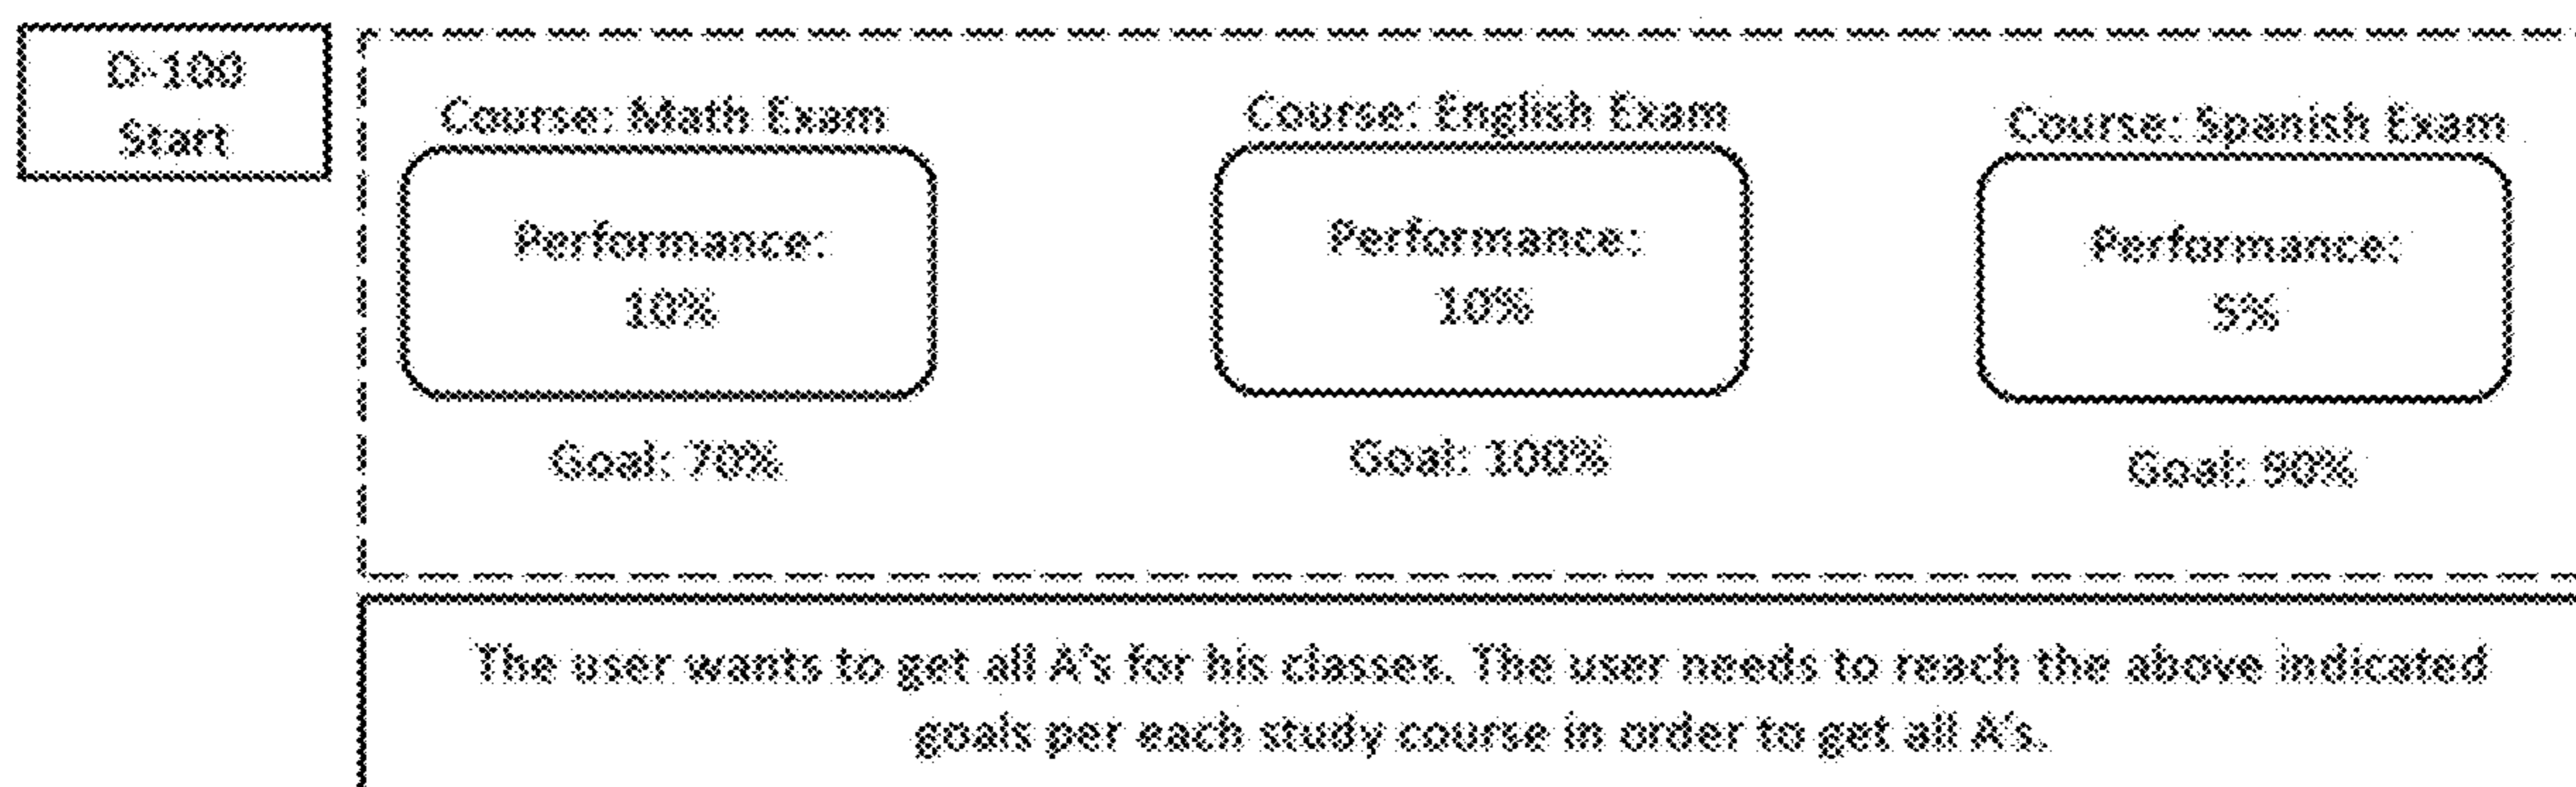 D-100
Start
Course: Math Exam
Performance:
10%
Goal: 70%
Course: English Exam
Performance:
10%
Goal: 100%
Course: Spanish Exam
Performance:
5%
Goal: 90%
The user wants to get all A's for his classes. The user needs to reach the above indicated
goals per each study course in order to get all A's.